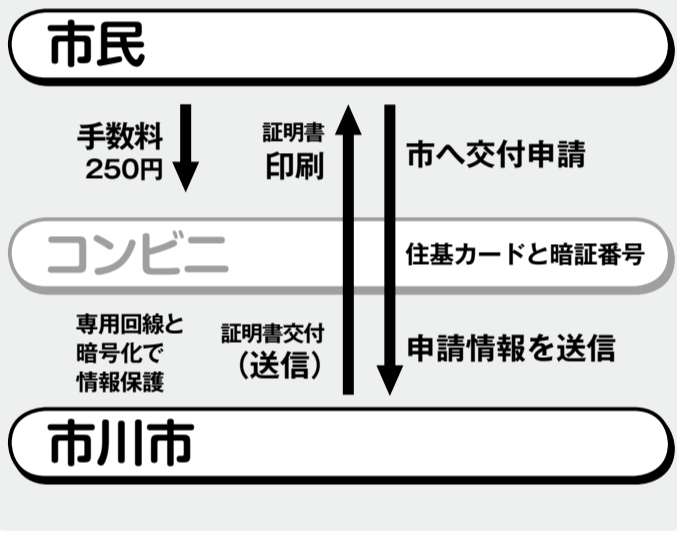 市民
手数料
250円
証明書
印刷
市へ交付申請
コンビニ
住基カードと暗証番号
専用回線と
暗号化で
情報保護
証明書交付
(送信)
申請情報を送信
市川市